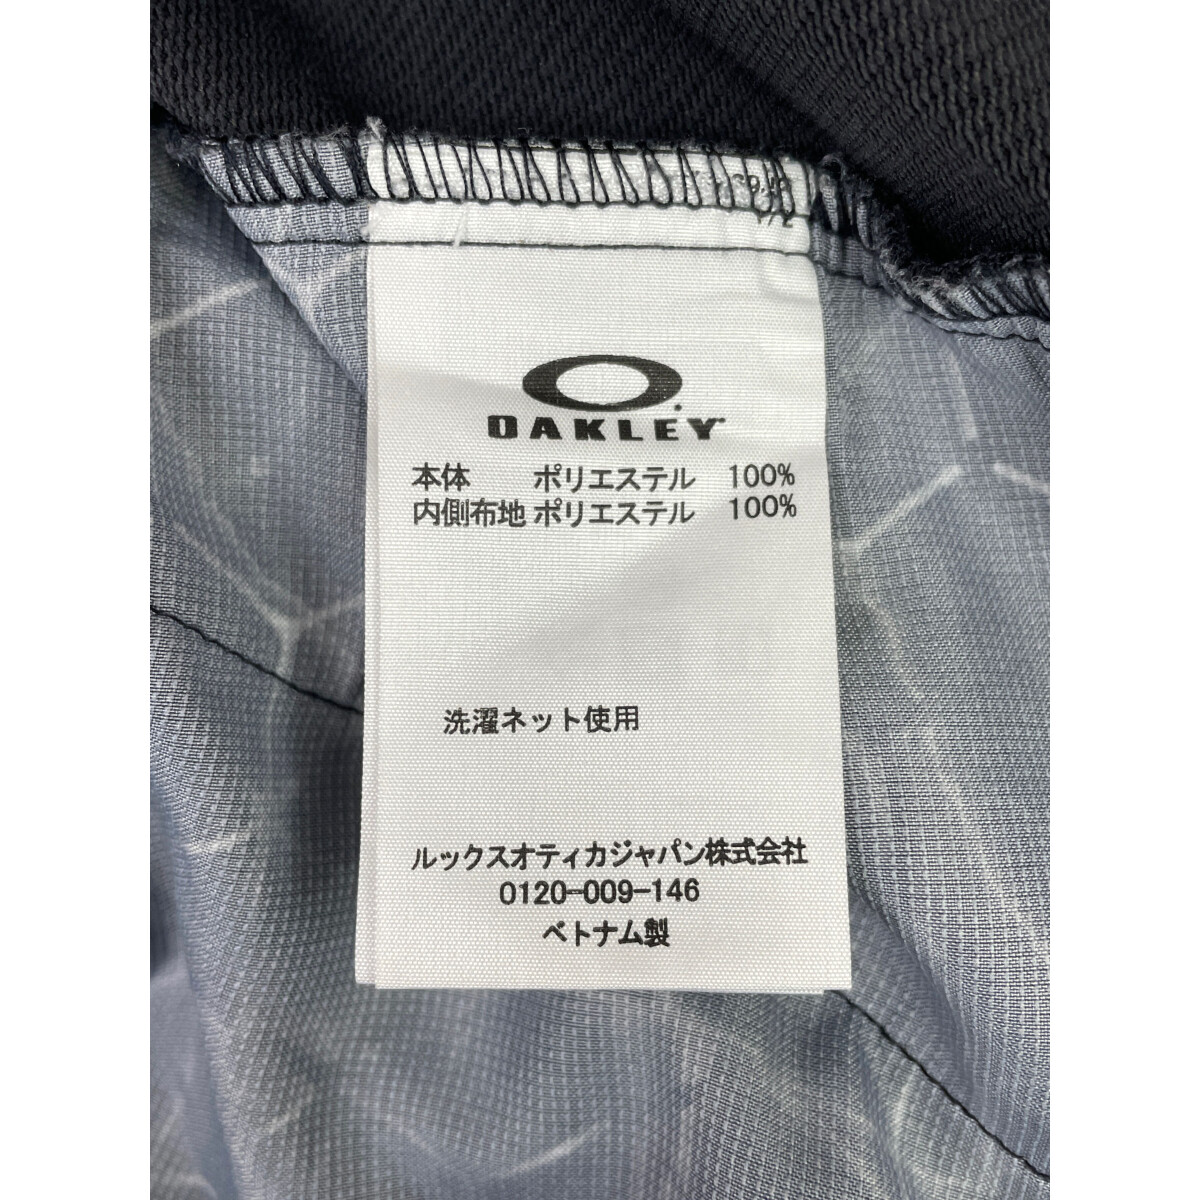 OAKLEY
本体 ポリエステル 100%
内側布地 ポリエステル 100%
洗濯ネット使用
ルックスオティカジャパン株式会社
0120-009-146
ベトナム製